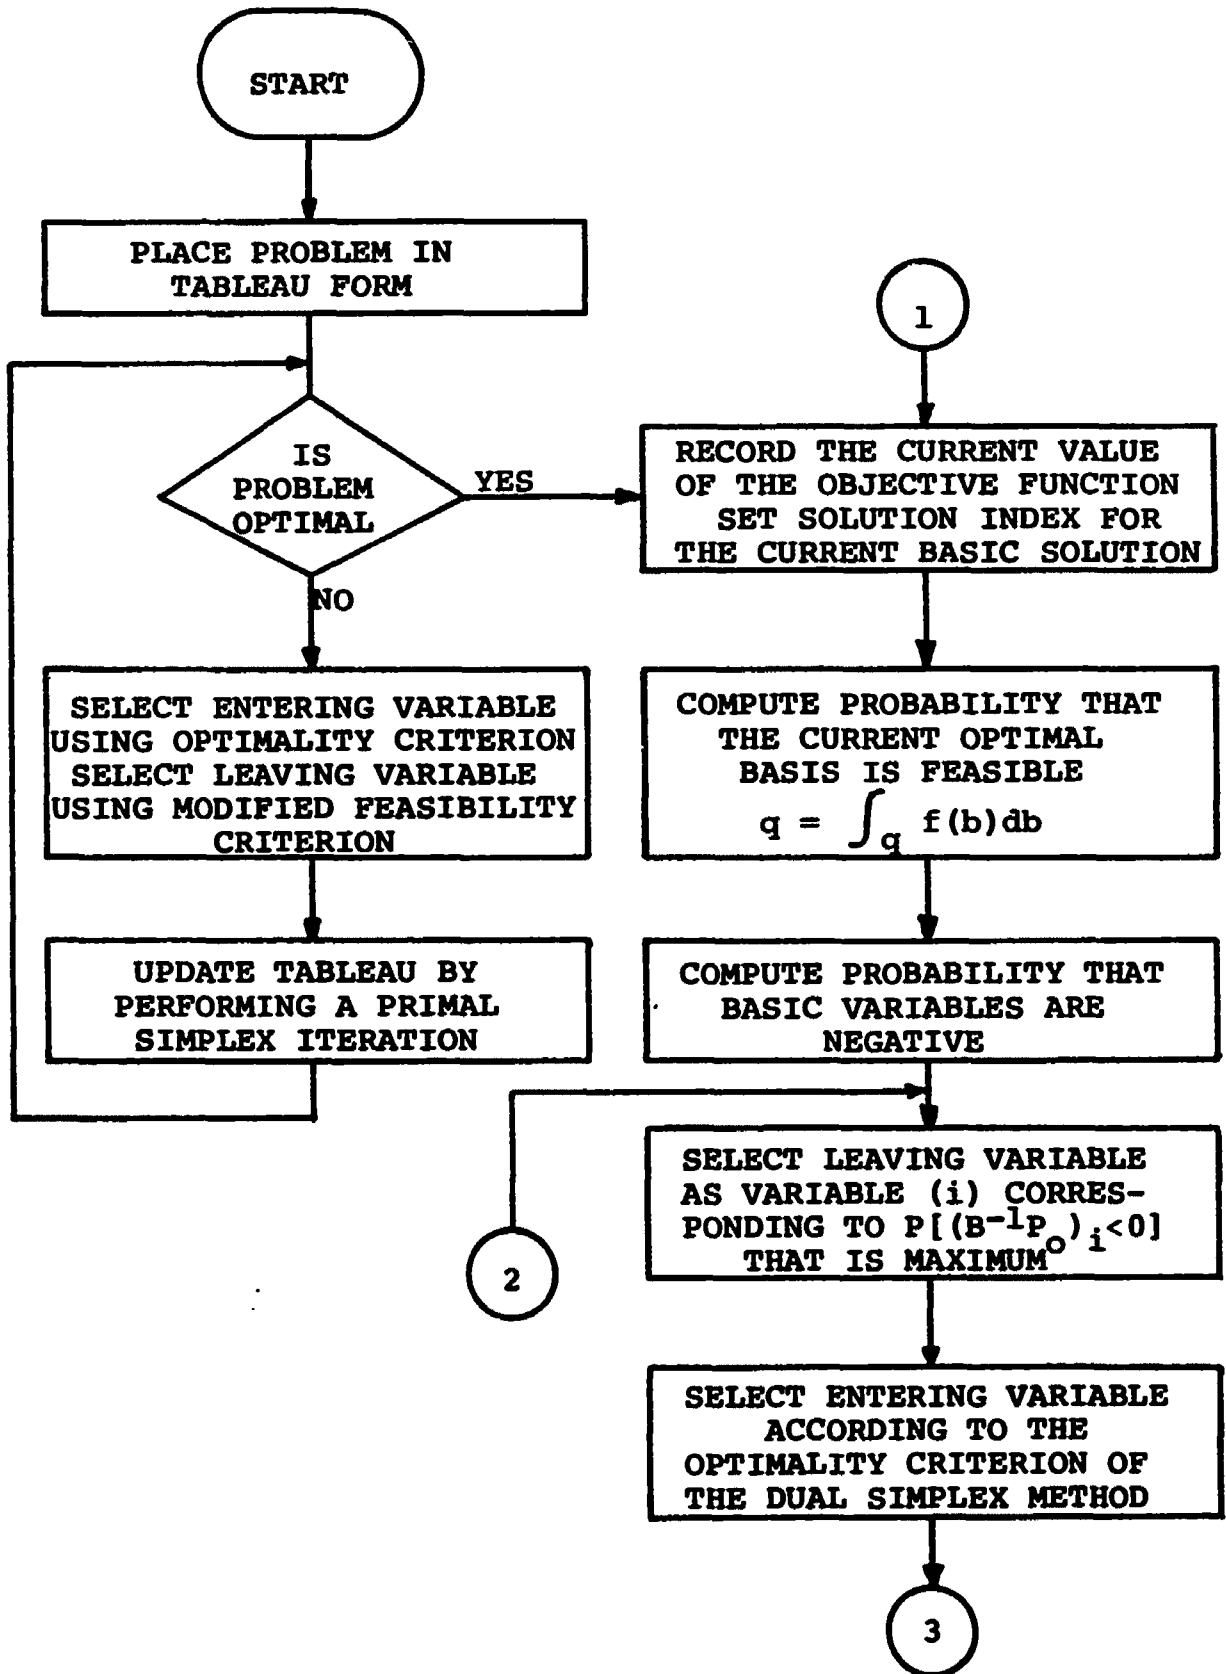 START
PLACE PROBLEM IN
TABLEAU FORM
IS
PROBLEM
OPTIMAL
YES
NO
SELECT ENTERING VARIABLE
USING OPTIMALITY CRITERION
SELECT LEAVING VARIABLE
USING MODIFIED FEASIBILITY
CRITERION
UPDATE TABLEAU BY
PERFORMING A PRIMAL
SIMPLEX ITERATION
1
RECORD THE CURRENT VALUE
OF THE OBJECTIVE FUNCTION
SET SOLUTION INDEX FOR
THE CURRENT BASIC SOLUTION
COMPUTE PROBABILITY THAT
THE CURRENT OPTIMAL
BASIS IS FEASIBLE
q = ∫_q f(b)db
COMPUTE PROBABILITY THAT
BASIC VARIABLES ARE
NEGATIVE
2
SELECT LEAVING VARIABLE
AS VARIABLE (i) CORRES-
PONDING TO P[(B⁻¹P_o)_i<0]
THAT IS MAXIMUM
SELECT ENTERING VARIABLE
ACCORDING TO THE
OPTIMALITY CRITERION OF
THE DUAL SIMPLEX METHOD
3